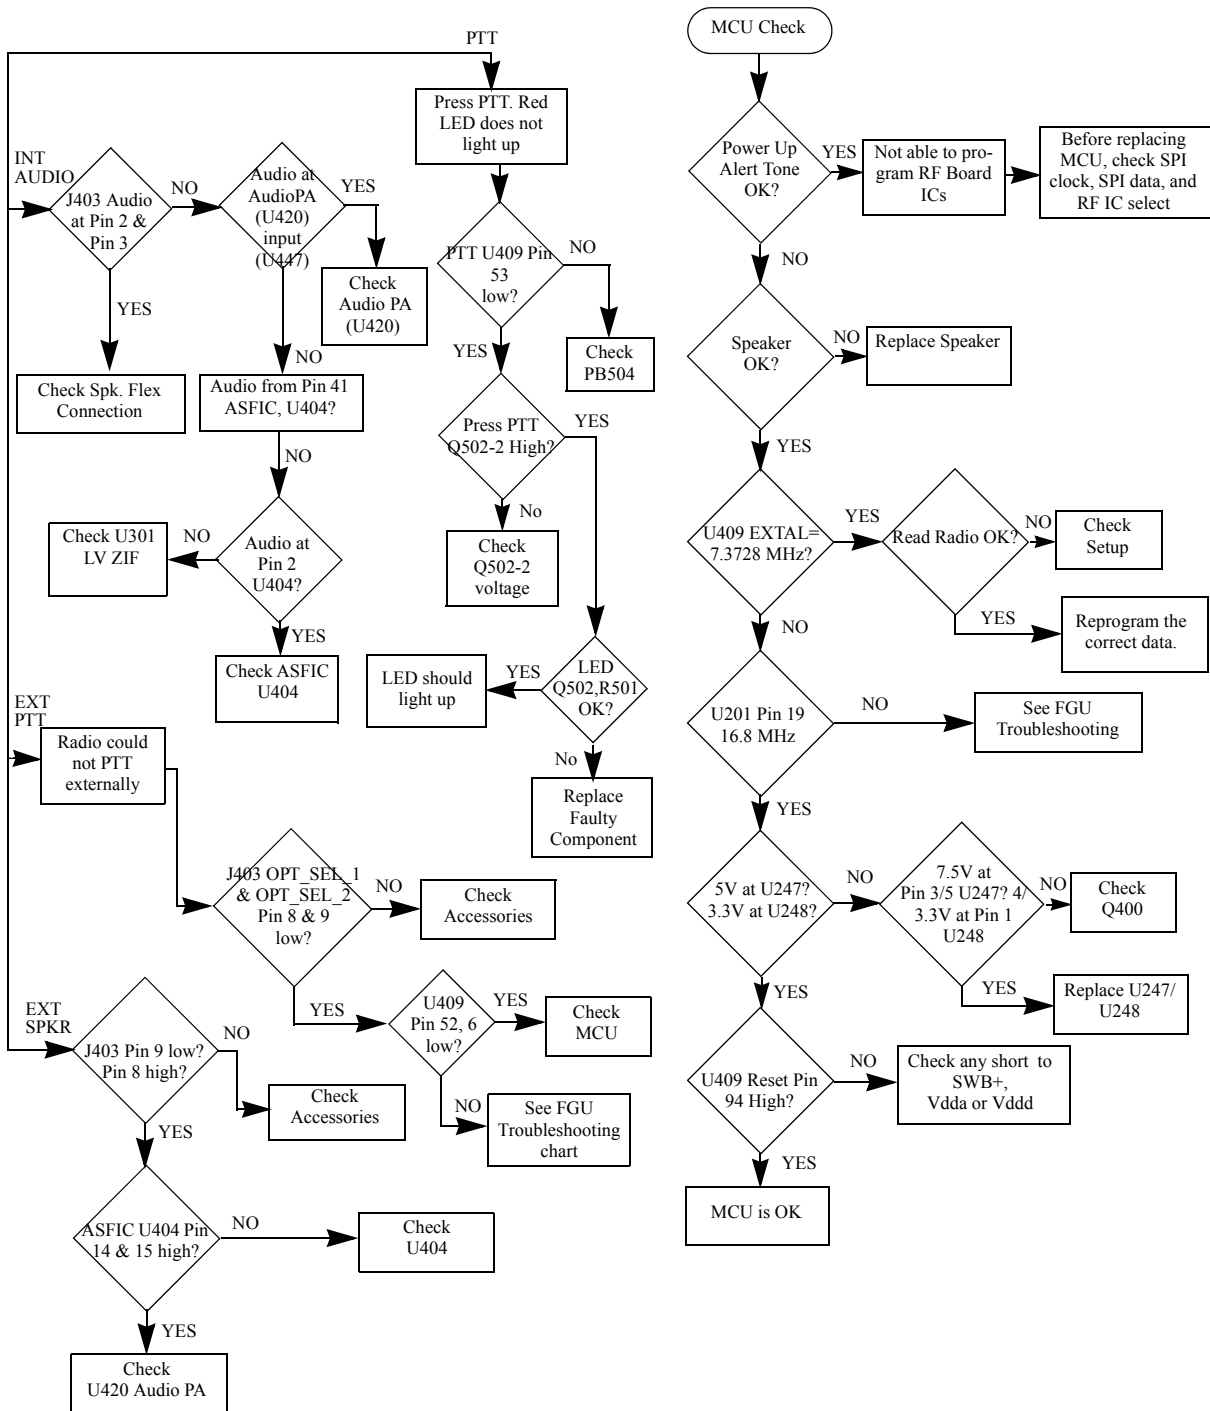 PTT
Press PTT. Red
LED does not
light up
INT
AUDIO
J403 Audio
at Pin 2 &
Pin 3
NO
Audio at
AudioPA
(U420)
input
(U447)
YES
Check
Audio PA
(U420)
YES
Check Spk. Flex
Connection
NO
Audio from Pin 41
ASFIC, U404?
NO
Audio at
Pin 2
U404?
NO
Check U301
LV ZIF
YES
Check ASFIC
U404
PTT U409 Pin
53
low?
NO
Check
PB504
YES
Press PTT
Q502-2 High?
YES
No
Check
Q502-2
voltage
LED
Q502,R501
OK?
YES
LED should
light up
No
Replace
Faulty
Component
EXT
PTT
Radio could
not PTT
externally
J403 OPT_SEL_1
& OPT_SEL_2
Pin 8 & 9
low?
NO
Check
Accessories
YES
U409
Pin 52, 6
low?
YES
Check
MCU
NO
See FGU
Troubleshooting
chart
EXT
SPKR
J403 Pin 9 low?
Pin 8 high?
NO
Check
Accessories
YES
ASFIC U404 Pin
14 & 15 high?
NO
Check
U404
YES
Check
U420 Audio PA
MCU Check
Power Up
Alert Tone
OK?
YES
Not able to pro-
gram RF Board
ICs
Before replacing
MCU, check SPI
clock, SPI data, and
RF IC select
NO
Speaker
OK?
NO
Replace Speaker
YES
U409 EXTAL=
7.3728 MHz?
YES
Read Radio OK?
NO
Check
Setup
YES
Reprogram the
correct data.
NO
U201 Pin 19
16.8 MHz
NO
See FGU
Troubleshooting
YES
5V at U247?
3.3V at U248?
NO
7.5V at
Pin 3/5 U247? 4/
3.3V at Pin 1
U248
NO
Check
Q400
YES
Replace U247/
U248
YES
U409 Reset Pin
94 High?
NO
Check any short to
SWB+,
Vdda or Vddd
YES
MCU is OK